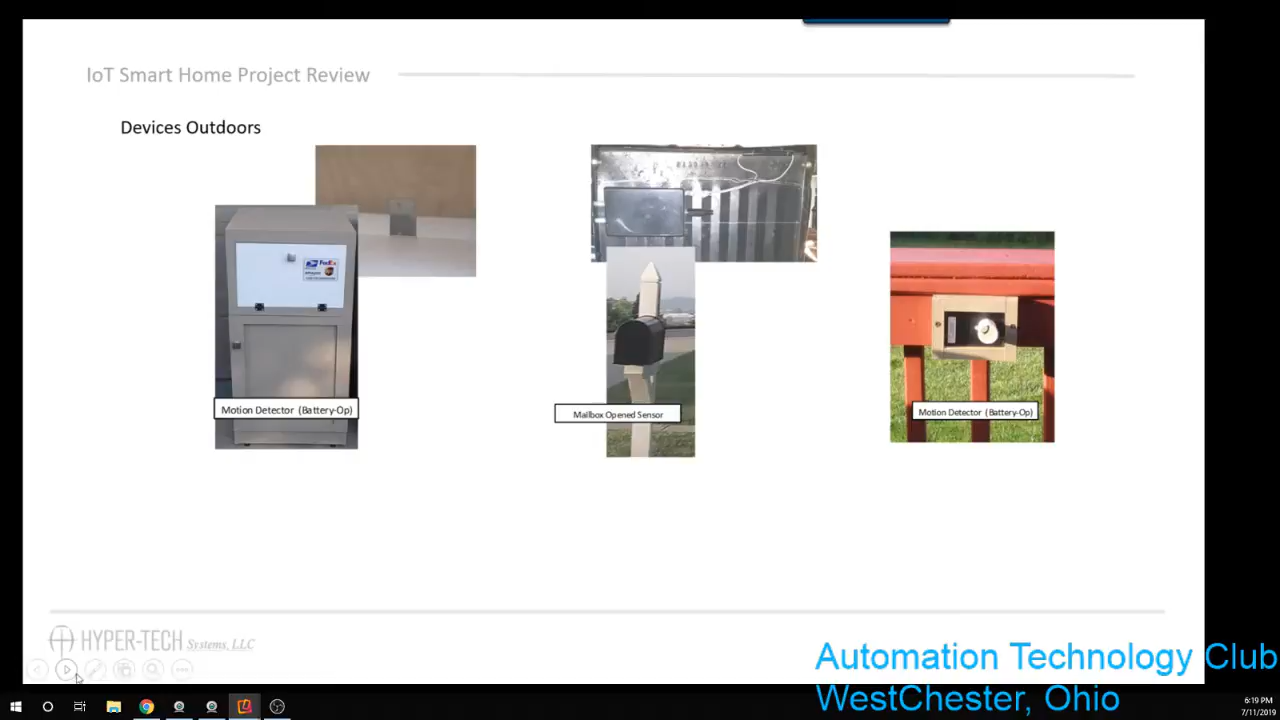 IoT Smart Home Project Review
Devices Outdoors
FedEx
Motion Detector (Battery-Op)
Mailbox Opened Sensor
Motion Detector (Battery-Op)
HYPER-TECH Systems, LLC
Automation Technology Club
WestChester, Ohio
6:19 PM
7/11/2019